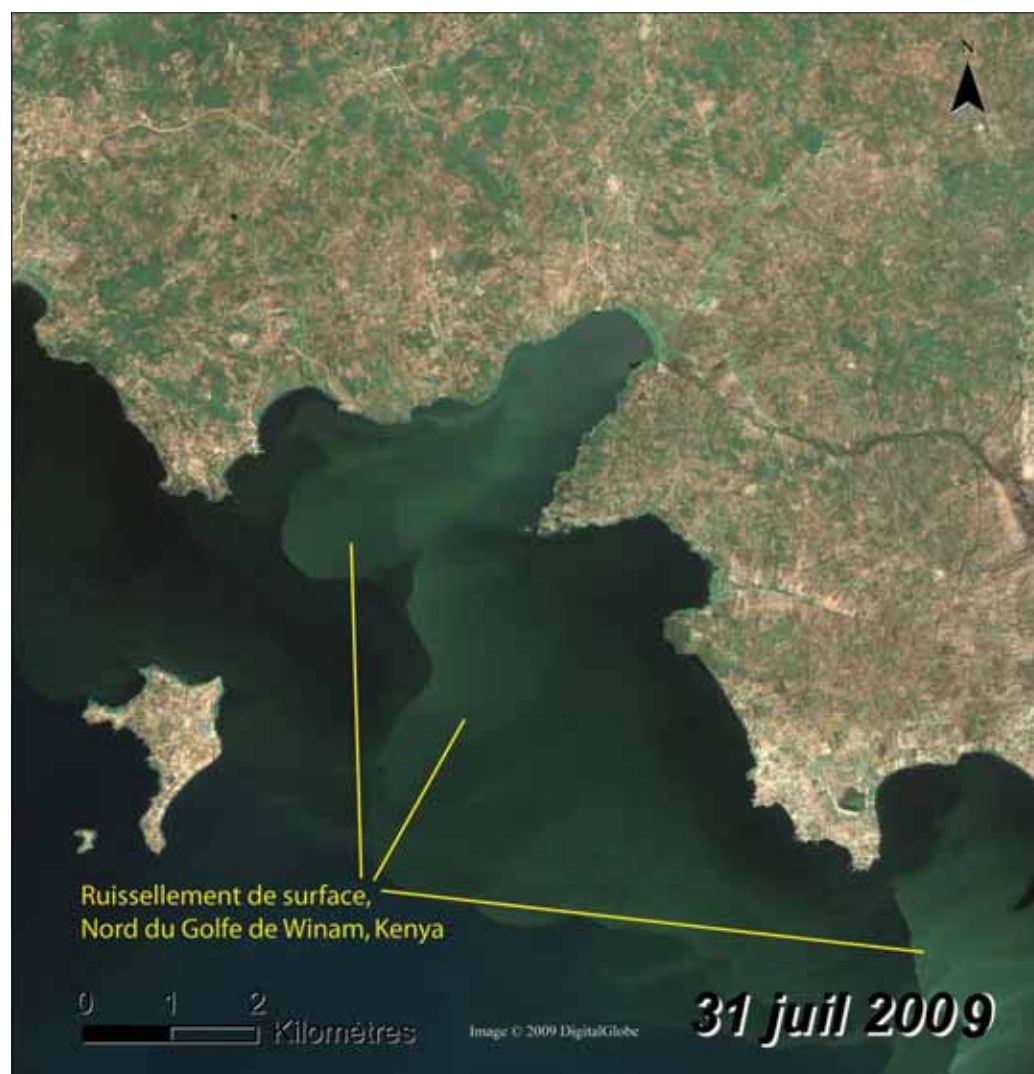 N
Ruissellement de surface,
Nord du Golfe de Winam, Kenya
0 1 2
Kilomètres
Image © 2009 DigitalGlobe
31 juil 2009